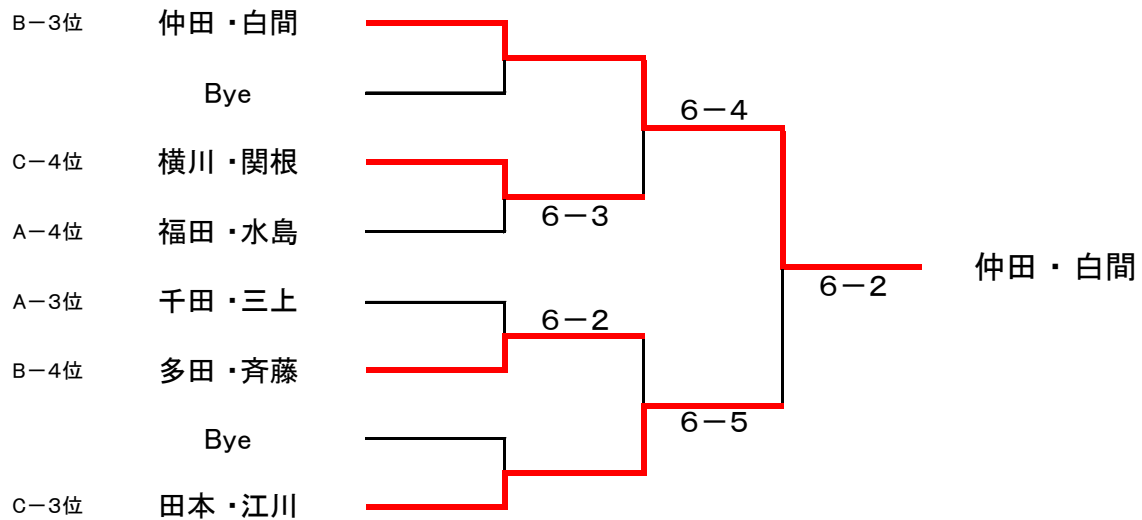 B－3位 仲田・白間
Bye
6－4
C－4位 横川・関根
6－3
A－4位 福田・水島
仲田・白間
6－2
A－3位 千田・三上
6－2
B－4位 多田・斉藤
6－5
Bye
C－3位 田本・江川